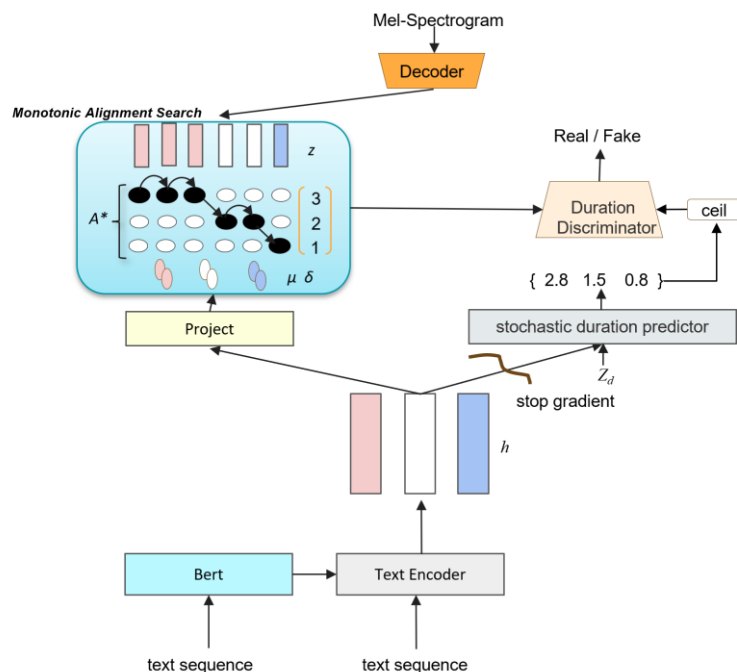 Mel-Spectrogram
Decoder
Monotonic Alignment Search
z
Real / Fake
A*
3
2
1
Duration
Discriminator
ceil
μ δ
{ 2.8 1.5 0.8 }
Project
stochastic duration predictor
Z_d
stop gradient
h
Bert
Text Encoder
text sequence
text sequence